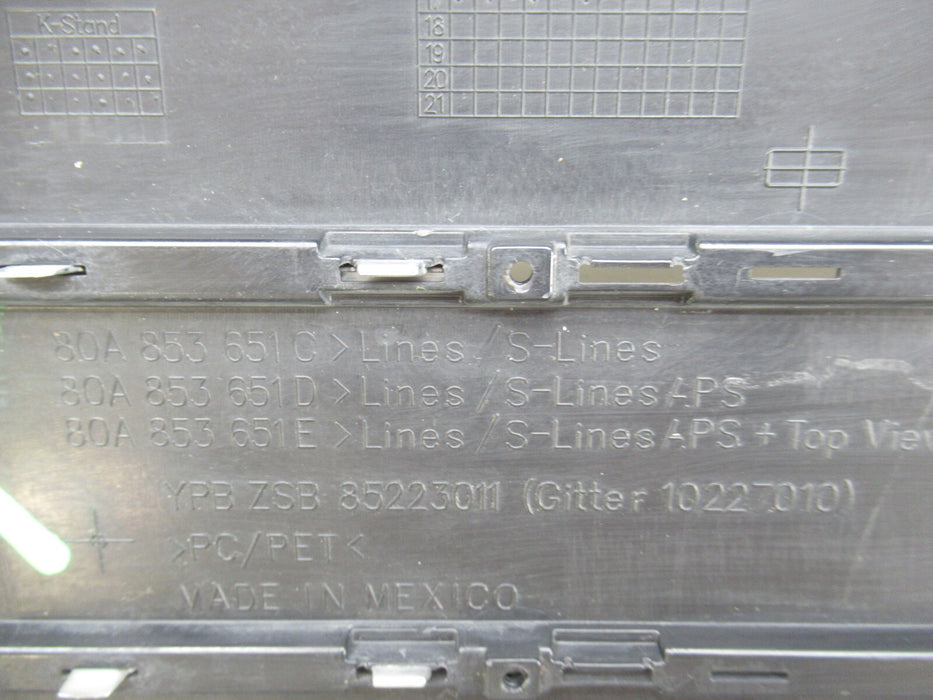 K-Stand
17
18
19
20
21
80A 853 651 C >Lines / S-Lines
80A 853 651 D >Lines / S-Lines APS
80A 853 651 E >Lines / S-Lines APS + Top View
YPB ZSB 85223011 (Gitter 10227010)
>PC/PET<
MADE IN MEXICO